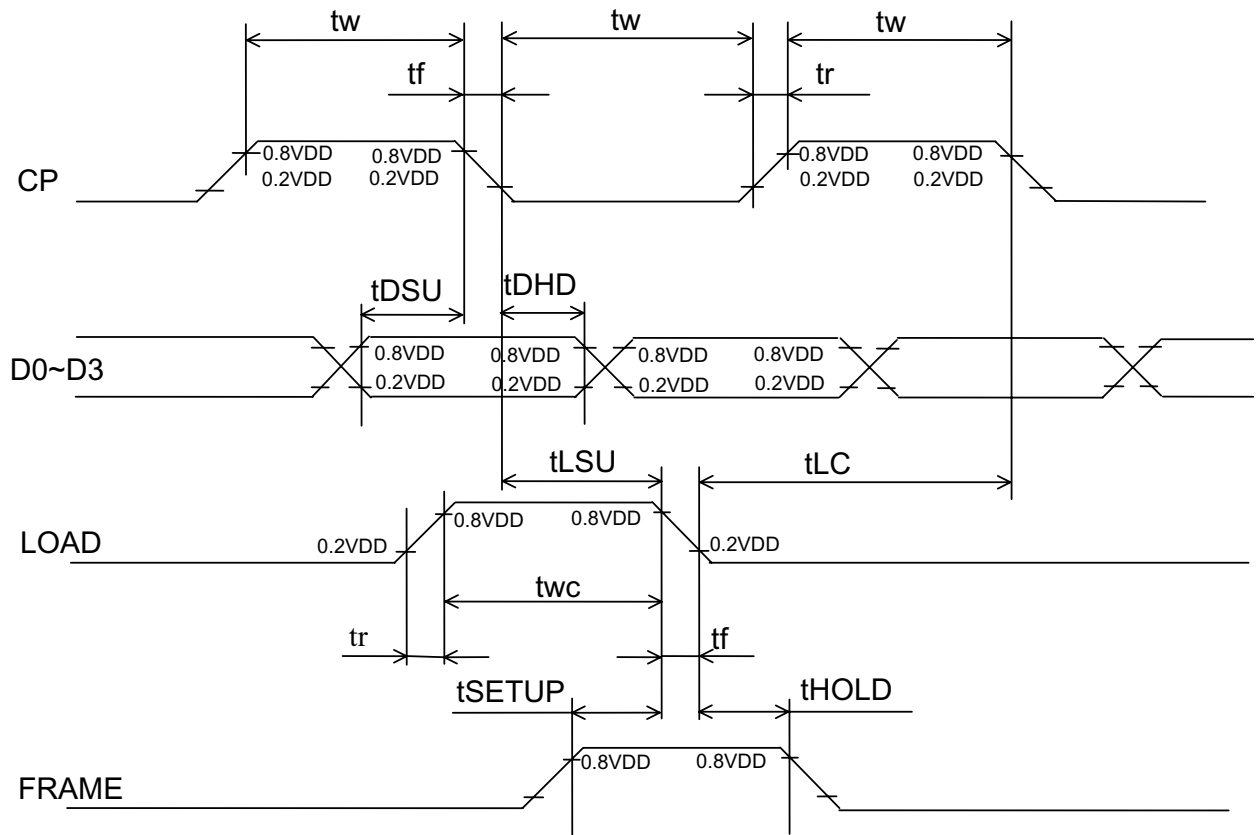 tw tw tw
tf tr
CP
0.8VDD 0.8VDD 0.8VDD 0.8VDD
0.2VDD 0.2VDD 0.2VDD 0.2VDD
tDSU tDHD
D0~D3
0.8VDD 0.8VDD 0.8VDD 0.8VDD
0.2VDD 0.2VDD 0.2VDD 0.2VDD
tLSU tLC
LOAD
0.8VDD 0.8VDD
0.2VDD 0.2VDD
twc
tr tf
tSETUP tHOLD
FRAME
0.8VDD 0.8VDD